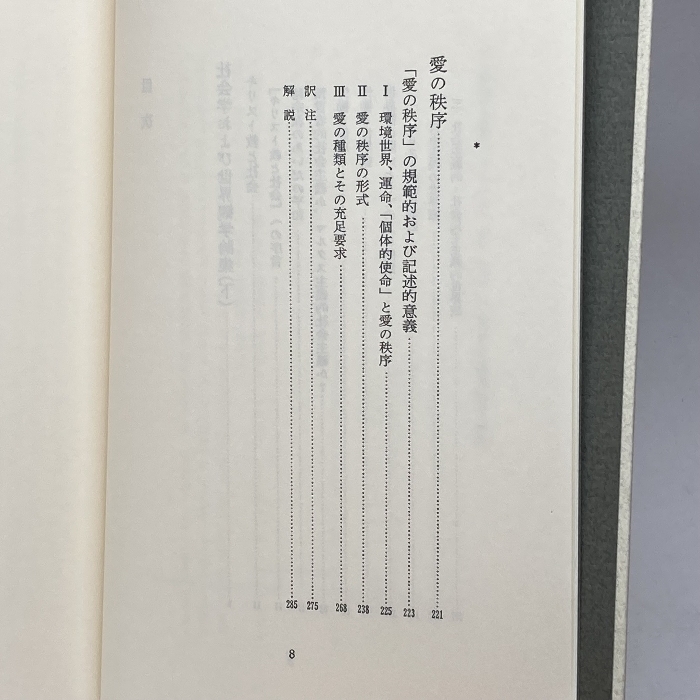 *
愛の秩序……221
「愛の秩序」の規範的および記述的意義……223
Ⅰ 環境世界、運命、「個体的使命」と愛の秩序……225
Ⅱ 愛の秩序の形式……238
Ⅲ 愛の種類とその充足要求……268
訳注……275
解説……285
8